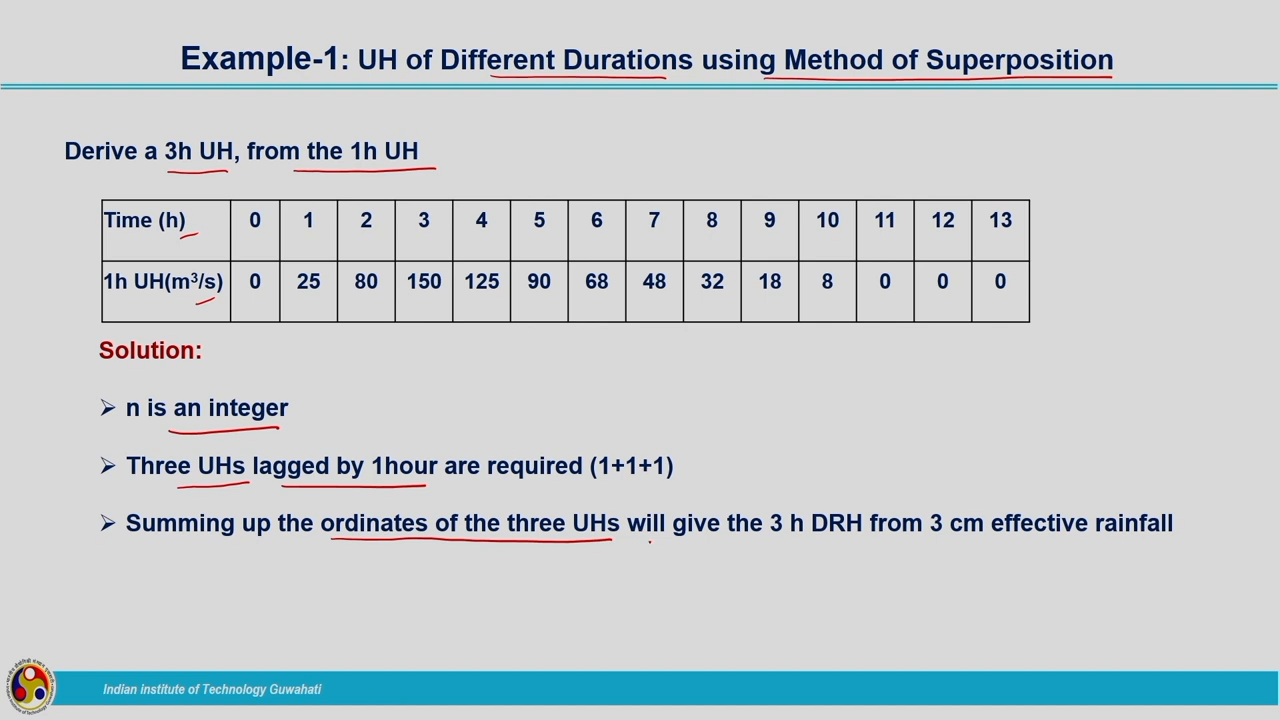 Example-1: UH of Different Durations using Method of Superposition
Derive a 3h UH, from the 1h UH
Time (h) 0 1 2 3 4 5 6 7 8 9 10 11 12 13
1h UH(m³/s) 0 25 80 150 125 90 68 48 32 18 8 0 0 0
Solution:
➢ n is an integer
➢ Three UHs lagged by 1hour are required (1+1+1)
➢ Summing up the ordinates of the three UHs will give the 3 h DRH from 3 cm effective rainfall
Indian institute of Technology Guwahati